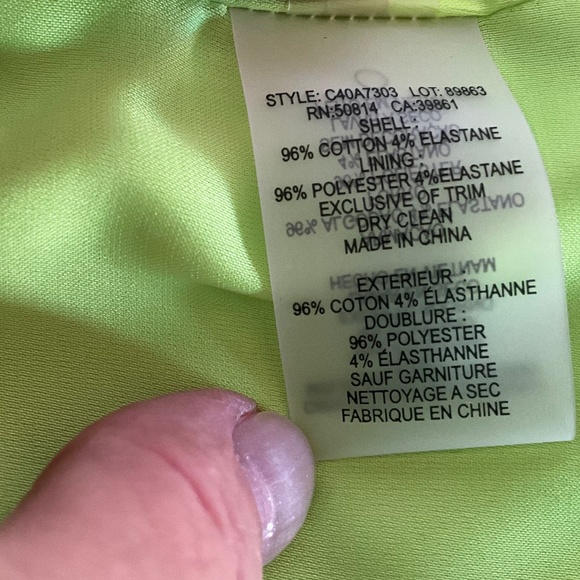 STYLE: C40A7303 LOT: 89863
RN:50814 CA:39861
SHELL :
96% COTTON 4% ELASTANE
LINING :
96% POLYESTER 4%ELASTANE
EXCLUSIVE OF TRIM
DRY CLEAN
MADE IN CHINA
EXTERIEUR :
96% COTON 4% ÉLASTHANNE
DOUBLURE :
96% POLYESTER
4% ÉLASTHANNE
SAUF GARNITURE
NETTOYAGE A SEC
FABRIQUE EN CHINE